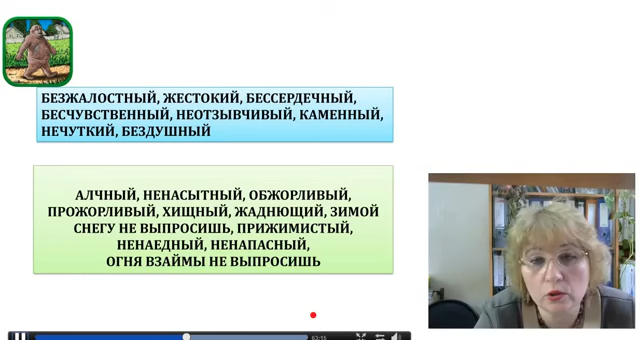 БЕЗЖАЛОСТНЫЙ, ЖЕСТОКИЙ, БЕССЕРДЕЧНЫЙ,
БЕСЧУВСТВЕННЫЙ, НЕОТЗЫВЧИВЫЙ, КАМЕННЫЙ,
НЕЧУТКИЙ, БЕЗДУШНЫЙ
АЛЧНЫЙ, НЕНАСЫТНЫЙ, ОБЖОРЛИВЫЙ,
ПРОЖОРЛИВЫЙ, ХИЩНЫЙ, ЖАДНЮЩИЙ, ЗИМОЙ
СНЕГУ НЕ ВЫПРОСИШЬ, ПРИЖИМИСТЫЙ,
НЕНАЕДНЫЙ, НЕНАПАСНЫЙ,
ОГНЯ ВЗАЙМЫ НЕ ВЫПРОСИШЬ